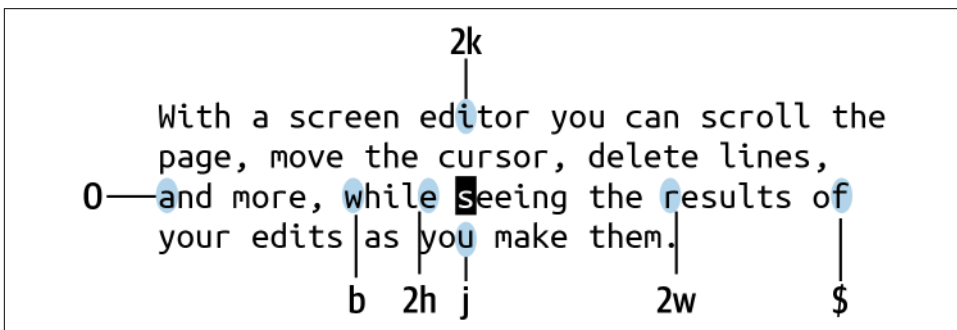 2k
With a screen editor you can scroll the
page, move the cursor, delete lines,
0 and more, while seeing the results of
your edits as you make them.
b 2h j 2w $